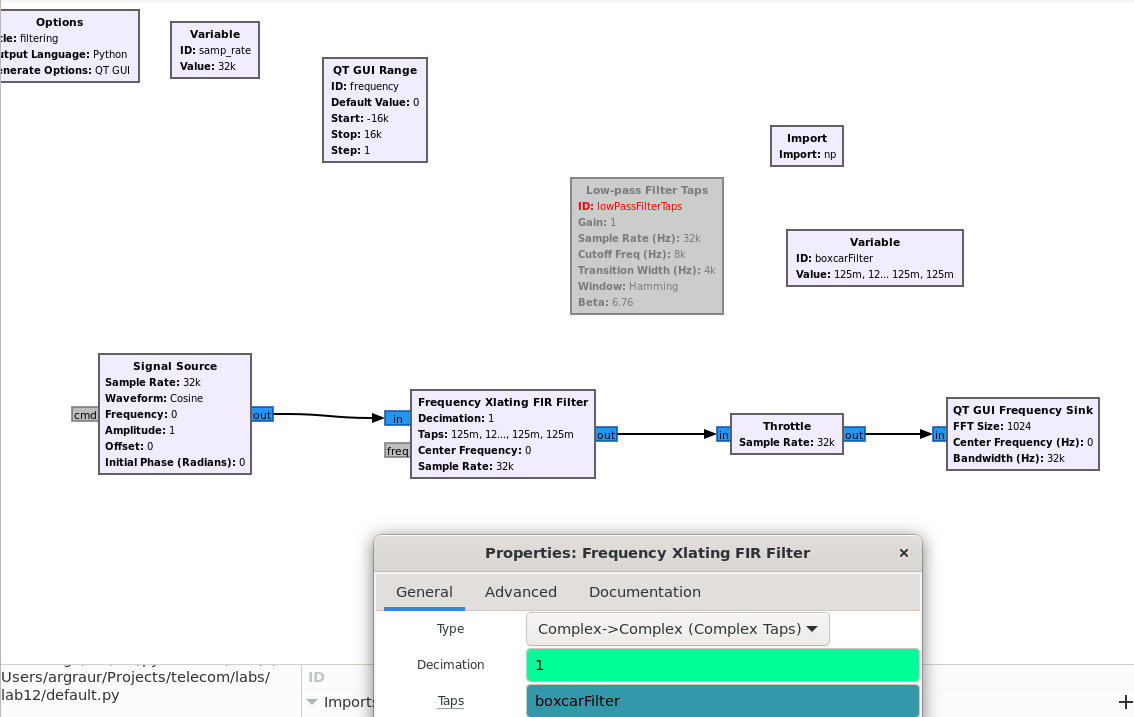 Options
tle: filtering
utput Language: Python
enerate Options: QT GUI
Variable
ID: samp_rate
Value: 32k
QT GUI Range
ID: frequency
Default Value: 0
Start: -16k
Stop: 16k
Step: 1
Import
Import: np
Low-pass Filter Taps
ID: lowPassFilterTaps
Gain: 1
Sample Rate (Hz): 32k
Cutoff Freq (Hz): 8k
Transition Width (Hz): 4k
Window: Hamming
Beta: 6.76
Variable
ID: boxcarFilter
Value: 125m, 12... 125m, 125m
Signal Source
Sample Rate: 32k
Waveform: Cosine
Frequency: 0
Amplitude: 1
Offset: 0
Initial Phase (Radians): 0
cmd
out
Frequency Xlating FIR Filter
Decimation: 1
Taps: 125m, 12..., 125m, 125m
Center Frequency: 0
Sample Rate: 32k
in
freq
out
Throttle
Sample Rate: 32k
in
out
QT GUI Frequency Sink
FFT Size: 1024
Center Frequency (Hz): 0
Bandwidth (Hz): 32k
in
Properties: Frequency Xlating FIR Filter
×
General
Advanced
Documentation
Type
Complex->Complex (Complex Taps)
Decimation
1
Taps
boxcarFilter
Users/argraur/Projects/telecom/labs/
lab12/default.py
ID
Imports
+